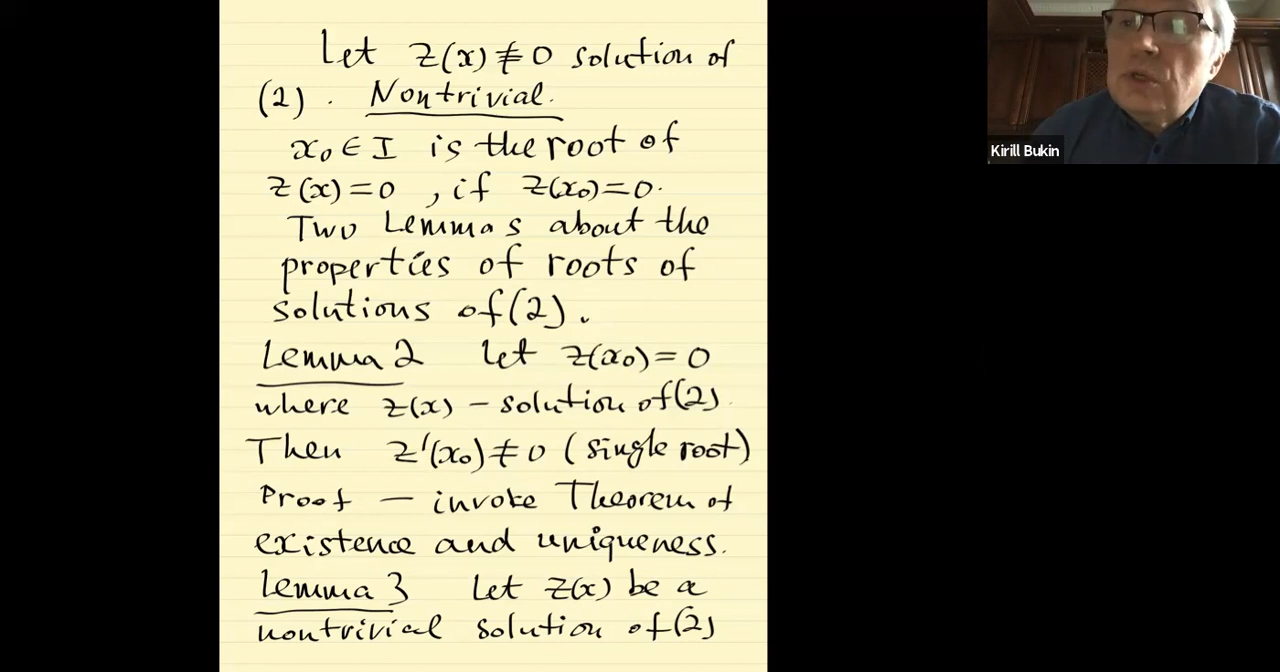 Let z(x) ≢ 0 solution of
(2). Nontrivial.
x₀ ∈ I is the root of
z(x)=0, if z(x₀)=0.
Two Lemmas about the
properties of roots of
solutions of (2).
Lemma 2 Let z(x₀)=0
where z(x) – solution of (2).
Then z'(x₀)≠0 (single root)
Proof – invoke Theorem of
existence and uniqueness.
Lemma 3 Let z(x) be a
nontrivial solution of (2)
Kirill Bukin